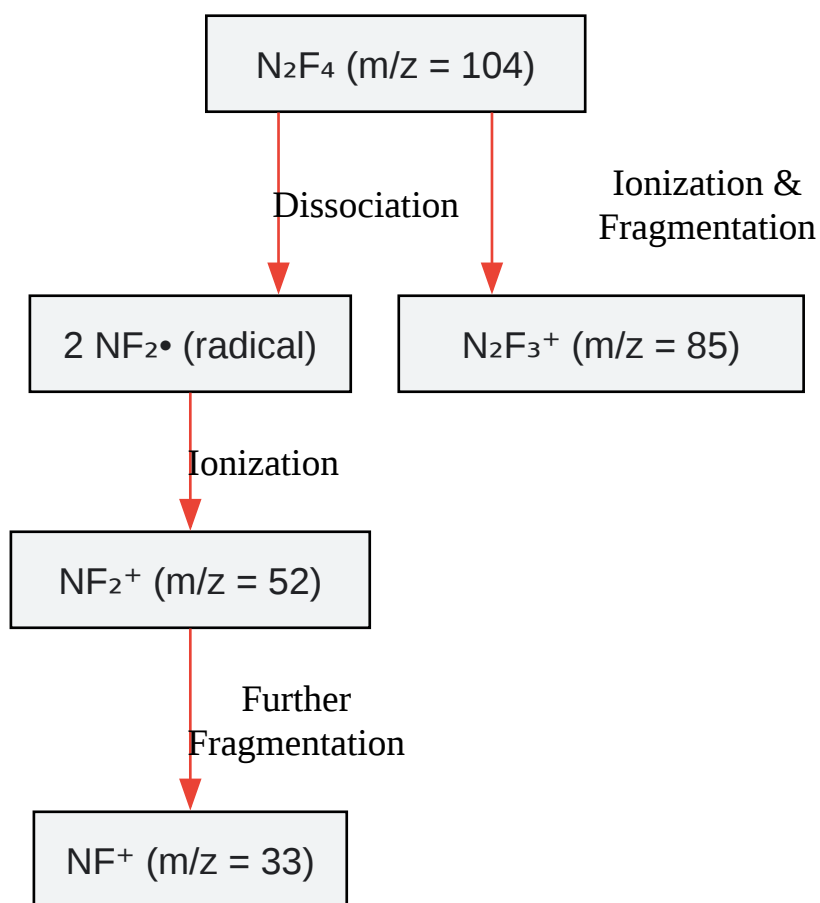 N₂F₄ (m/z = 104)
Dissociation
Ionization &
Fragmentation
2 NF₂• (radical)
N₂F₃⁺ (m/z = 85)
Ionization
NF₂⁺ (m/z = 52)
Further
Fragmentation
NF⁺ (m/z = 33)